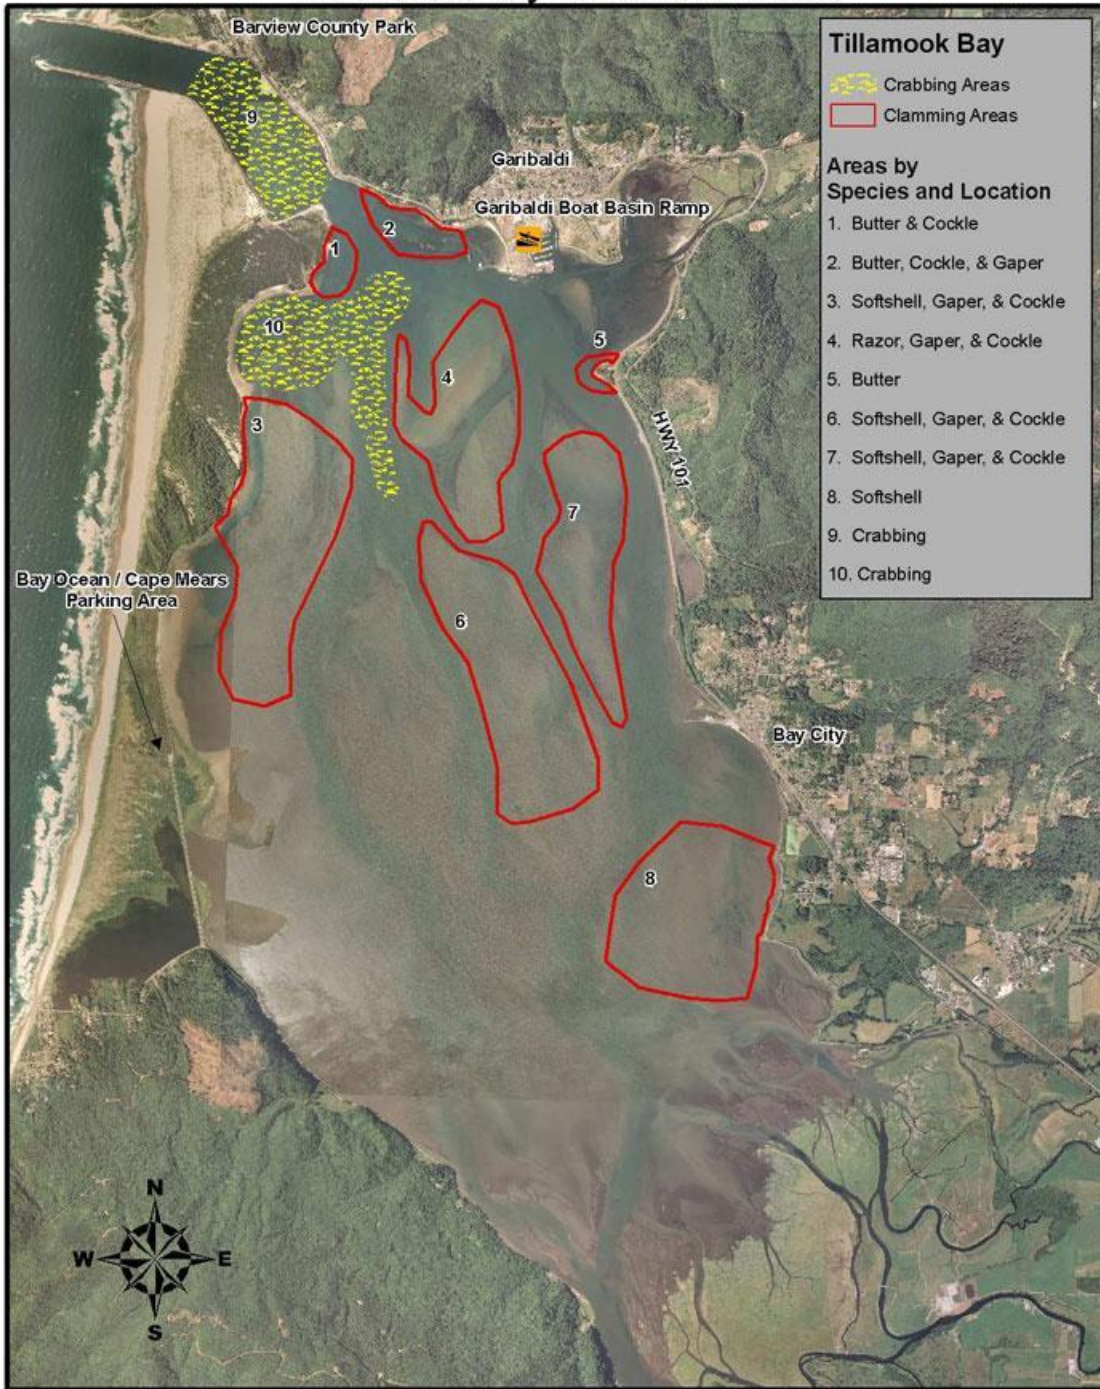 Barview County Park
Tillamook Bay
Crabbing Areas
Clamming Areas
Areas by
Species and Location
1. Butter & Cockle
2. Butter, Cockle, & Gaper
3. Softshell, Gaper, & Cockle
4. Razor, Gaper, & Cockle
5. Butter
6. Softshell, Gaper, & Cockle
7. Softshell, Gaper, & Cockle
8. Softshell
9. Crabbing
10. Crabbing
9
Garibaldi
Garibaldi Boat Basin Ramp
2
1
10
5
4
3
HWY 101
7
Bay Ocean / Cape Mears
Parking Area
6
Bay City
8
N
W
E
S